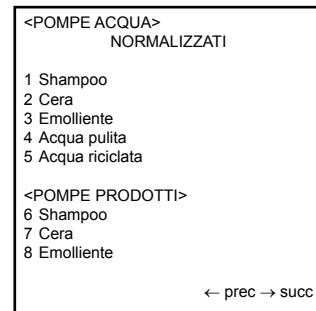 <POMPE ACQUA>
NORMALIZZATI
1 Shampoo
2 Cera
3 Emolliente
4 Acqua pulita
5 Acqua riciclata
<POMPE PRODOTTI>
6 Shampoo
7 Cera
8 Emolliente
← prec → succ